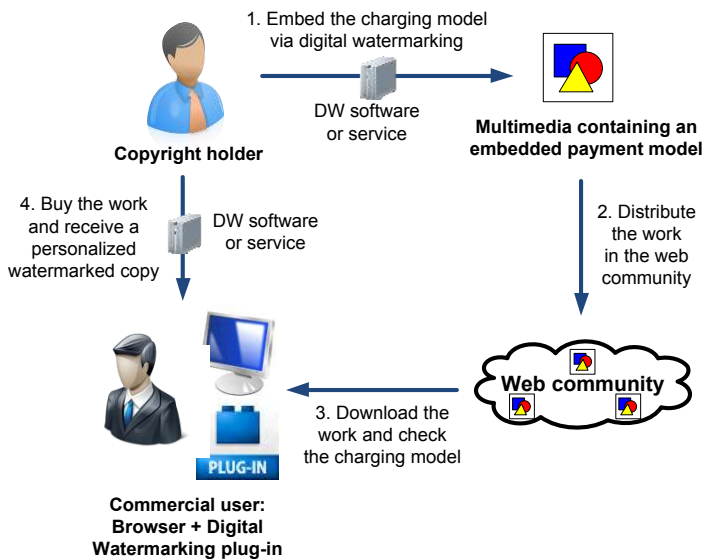 1. Embed the charging model
via digital watermarking
DW software
or service
Copyright holder
Multimedia containing an
embedded payment model
4. Buy the work
and receive a
personalized
watermarked copy
DW software
or service
2. Distribute
the work
in the web
community
Web community
3. Download the
work and check
the charging model
PLUG-IN
Commercial user:
Browser + Digital
Watermarking plug-in